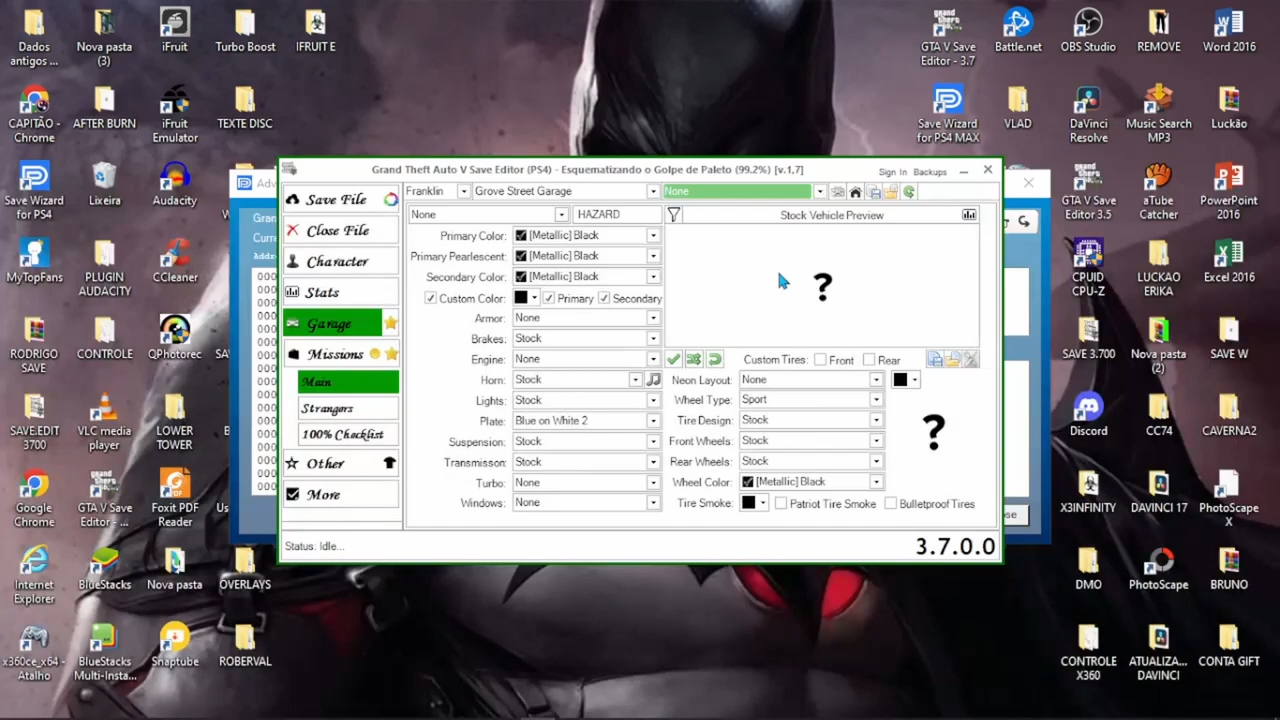 Dados
antigos ...
Nova pasta
(3)
iFruit
Turbo Boost
IFRUIT E
GTA V Save
Editor - 3.7
Battle.net
OBS Studio
REMOVE
Word 2016
CAPITÃO -
Chrome
AFTER BURN
iFruit
Emulator
TEXTE DISC
Save Wizard
for PS4 MAX
VLAD
DaVinci
Resolve
Music Search
MP3
Luckão
Save Wizard
for PS4
Lixeira
Audacity
GTA V Save
Editor 3.5
aTube
Catcher
PowerPoint
2016
MyTopFans
PLUGIN
AUDACITY
CCleaner
CPUID
CPU-Z
LUCKAO
ERIKA
Excel 2016
RODRIGO
SAVE
CONTROLE
QPhotorec
SAVE 3.700
Nova pasta
(2)
SAVE W
SAVE:EDIT
3700
VLC media
player
LOWER
TOWER
Discord
CC74
CAVERNA2
Google
Chrome
GTA V Save
Editor - ...
Foxit PDF
Reader
X3INFINITY
DAVINCI 17
PhotoScape
X
Internet
Explorer
BlueStacks
Nova pasta
OVERLAYS
DMO
PhotoScape
BRUNO
x360ce_x64 -
Atalho
BlueStacks
Multi-Insta...
Snaptube
ROBERVAL
CONTROLE
X360
ATUALIZA...
DAVINCI
CONTA GIFT
Grand Theft Auto V Save Editor (PS4) - Esquematizando o Golpe de Paleto (99.2%) [v.1,7]
Sign In
Backups
Save File
Close File
Character
Stats
Garage
Missions
Main
Strangers
100% Checklist
Other
More
Franklin
Grove Street Garage
None
None
HAZARD
Stock Vehicle Preview
Primary Color: [Metallic] Black
Primary Pearlescent: [Metallic] Black
Secondary Color: [Metallic] Black
Custom Color: Primary Secondary
Armor: None
Brakes: Stock
Engine: None
Horn: Stock
Lights: Stock
Plate: Blue on White 2
Suspension: Stock
Transmisson: Stock
Turbo: None
Windows: None
?
Custom Tires: Front Rear
Neon Layout: None
Wheel Type: Sport
Tire Design: Stock
Front Wheels: Stock
Rear Wheels: Stock
Wheel Color: [Metallic] Black
Tire Smoke: Patriot Tire Smoke Bulletproof Tires
?
Status: Idle...
3.7.0.0